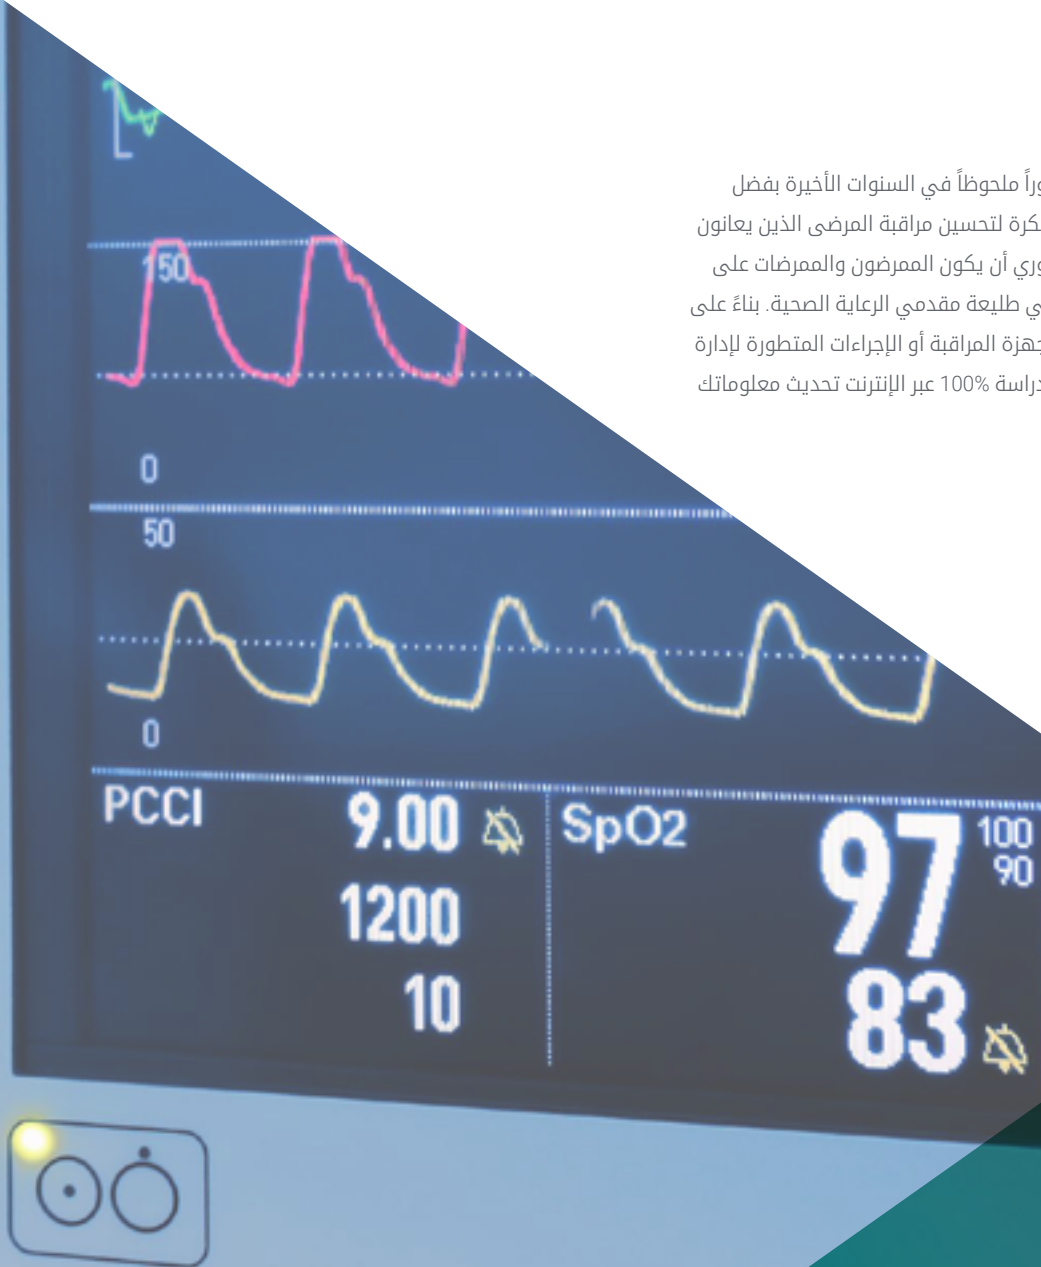 وراً ملحوظاً في السنوات الأخيرة بفضل
كرة لتحسين مراقبة المرضى الذين يعانون
وري أن يكون الممرضون والممرضات على
ي طليعة مقدمي الرعاية الصحية. بناءً على
جهزة المراقبة أو الإجراءات المتطورة لإدارة
دراسة 100% عبر الإنترنت تحديث معلوماتك
150
0
50
0
PCCI 9.00
1200
10
SpO2 97 100
90
83